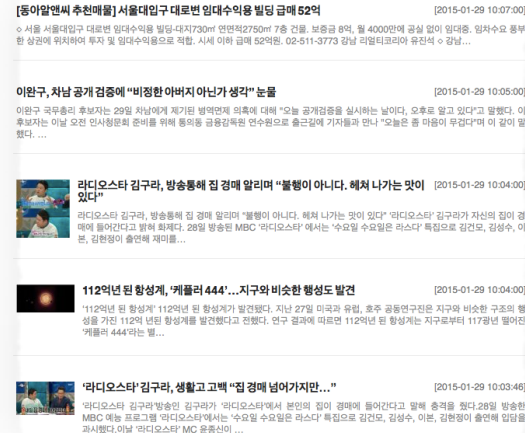 [동아알앤씨 추천매물] 서울대입구 대로변 임대수익용 빌딩 급매 52억 [2015-01-29 10:07:00]
◇ 서울 서울대입구 대로변 임대수익용 빌딩-대지730㎡ 연면적2750㎡ 7층 건물. 보증금 8억, 월 4000만에 공실 없이 임대중. 임차수요 풍부
한 상권에 위치하여 투자 및 임대수익용으로 적합. 시세 이하 급매 52억원. 02-511-3773 강남 리얼티코리아 유진석 ◇ 강남…
이완구, 차남 공개 검증에 “비정한 아버지 아닌가 생각” 눈물 [2015-01-29 10:05:00]
이완구 국무총리 후보자는 29일 차남에게 제기된 병역면제 의혹에 대해 "오늘 공개검증을 실시하는 날이다, 오후로 알고 있다"고 말했다. 이
후보자는 이날 오전 인사청문회 준비를 위해 통의동 금융감독원 연수원으로 출근길에 기자들과 만나 "오늘은 좀 마음이 무겁다"며 이 같이 말
했다. …
라디오스타 김구라, 방송통해 집 경매 알리며 “불행이 아니다. 헤쳐 나가는 맛이 [2015-01-29 10:04:00]
있다”
라디오스타 김구라, 방송통해 집 경매 알리며 "불행이 아니다. 헤쳐 나가는 맛이 있다" '라디오스타' 김구라가 자신의 집이 경
매에 들어간다고 밝혀 화제다. 28일 방송된 MBC '라디오스타' 에서는 '수요일 수요일은 라스다' 특집으로 김건모, 김성수, 이
본, 김현정이 출연해 재미를…
112억년 된 항성계, ‘케플러 444’…지구와 비슷한 행성도 발견 [2015-01-29 10:04:00]
'112억년 된 항성계' 112억년 된 항성계가 발견됐다. 지난 27일 미국과 유럽, 호주 공동연구진은 지구와 비슷한 구조의 행
성을 가진 112억 년된 항성계를 발견했다고 전했다. 연구 결과에 따르면 112억년 된 항성계는 지구로부터 117광년 떨어진
'케플러 444'라는 별…
‘라디오스타’ 김구라, 생활고 고백 “집 경매 넘어가지만…” [2015-01-29 10:03:46]
'라디오스타 김구라'방송인 김구라가 '라디오스타'에서 본인의 집이 경매에 들어간다고 말해 충격을 줬다.28일 방송한
MBC 예능 프로그램 '라디오스타'에서는 '수요일 수요일은 라스다' 특집으로 김건모, 김성수, 이본, 김현정이 출연해 입담을
과시했다.이날 '라디오스타' MC 윤종신이 …